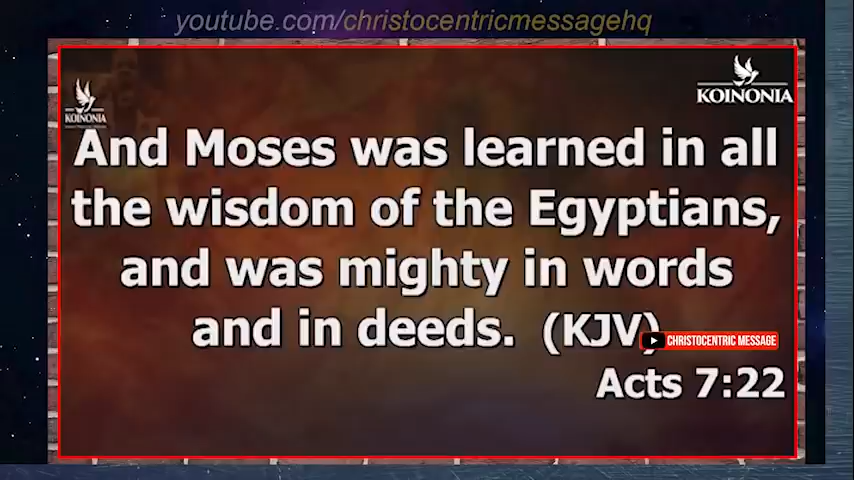 youtube.com/christocentricmessagehq
KOINONIA
KOINONIA
And Moses was learned in all
the wisdom of the Egyptians,
and was mighty in words
and in deeds. (KJV)
CHRISTOCENTRIC MESSAGE
Acts 7:22